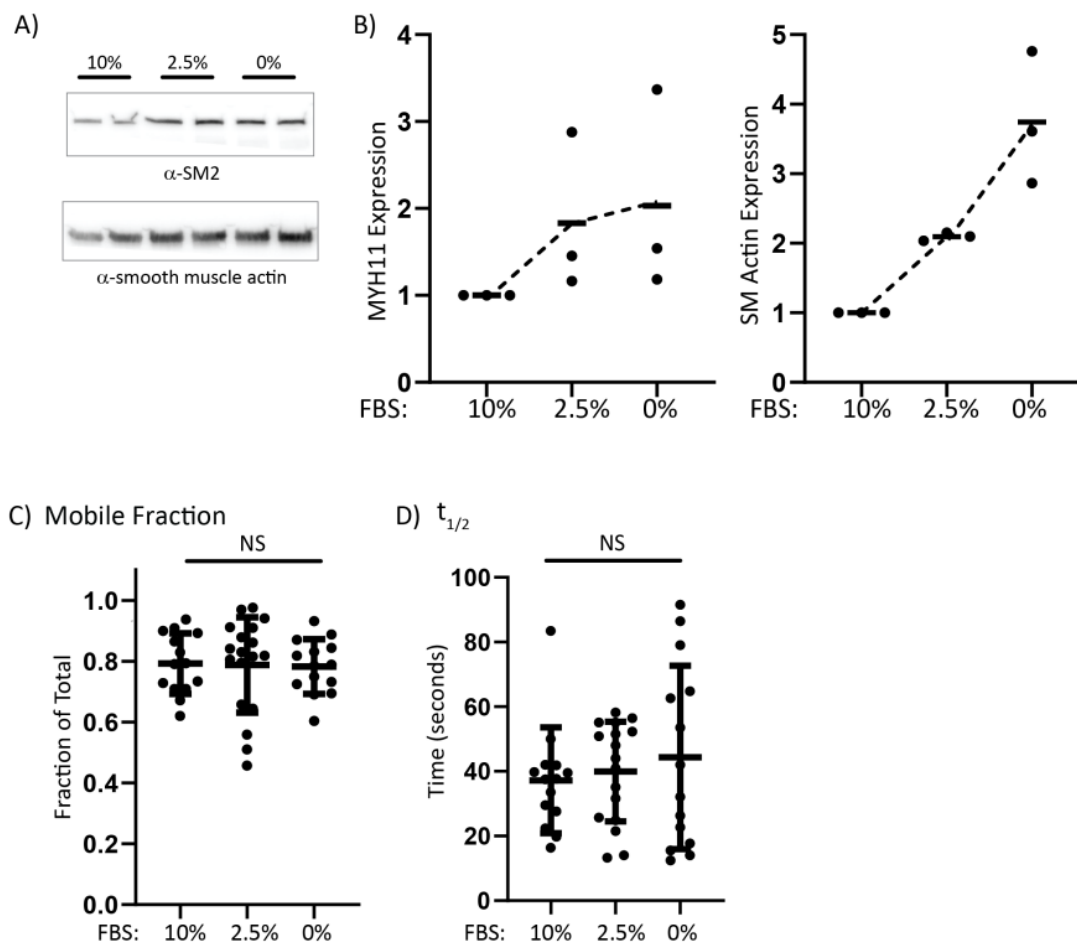 A)
10% 2.5% 0%
α-SM2
α-smooth muscle actin
B)
MYH11 Expression
4
3
2
1
0
FBS: 10% 2.5% 0%
SM Actin Expression
5
4
3
2
1
0
FBS: 10% 2.5% 0%
C) Mobile Fraction
NS
Fraction of Total
1.0
0.8
0.6
0.4
0.2
0.0
FBS: 10% 2.5% 0%
D) t1/2
NS
Time (seconds)
100
80
60
40
20
0
FBS: 10% 2.5% 0%